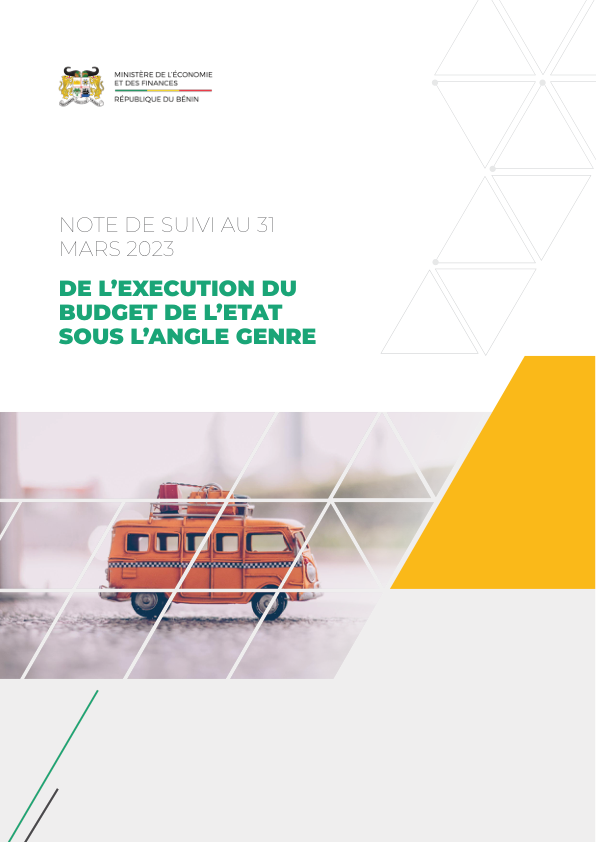 MINISTÈRE DE L'ÉCONOMIE
ET DES FINANCES
RÉPUBLIQUE DU BÉNIN
NOTE DE SUIVI AU 31
MARS 2023
DE L'EXECUTION DU
BUDGET DE L'ETAT
SOUS L'ANGLE GENRE